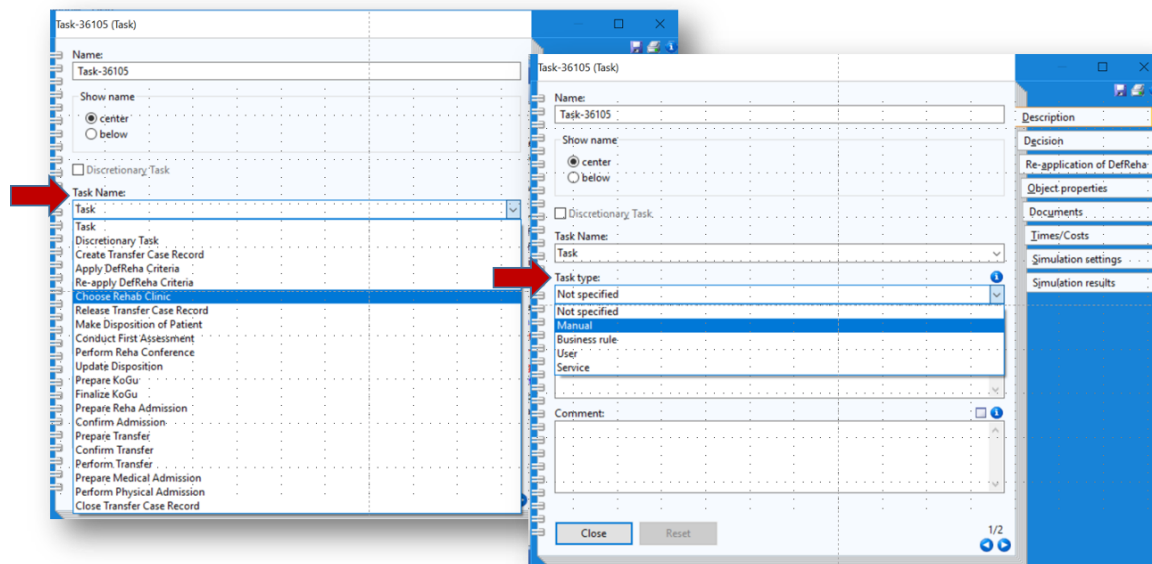 Task-36105 (Task)
Name:
Task-36105
Show name
center
below
Discretionary Task
Task Name:
Task
Task
Discretionary Task
Create Transfer Case Record
Apply DefReha Criteria
Re-apply DefReha Criteria
Choose Rehab Clinic
Release Transfer Case Record
Make Disposition of Patient
Conduct First Assessment
Perform Reha Conference
Update Disposition
Prepare KoGu
Finalize KoGu
Prepare Reha Admission
Confirm Admission
Prepare Transfer
Confirm Transfer
Perform Transfer
Prepare Medical Admission
Perform Physical Admission
Close Transfer Case Record
Task-36105 (Task)
Name:
Task-36105
Show name
center
below
Discretionary Task
Task Name:
Task
Task type:
Not specified
Not specified
Manual
Business rule
User
Service
Comment:
Close
Reset
1/2
Description
Decision
Re-application of DefReha
Object properties
Documents
Times/Costs
Simulation settings
Simulation results